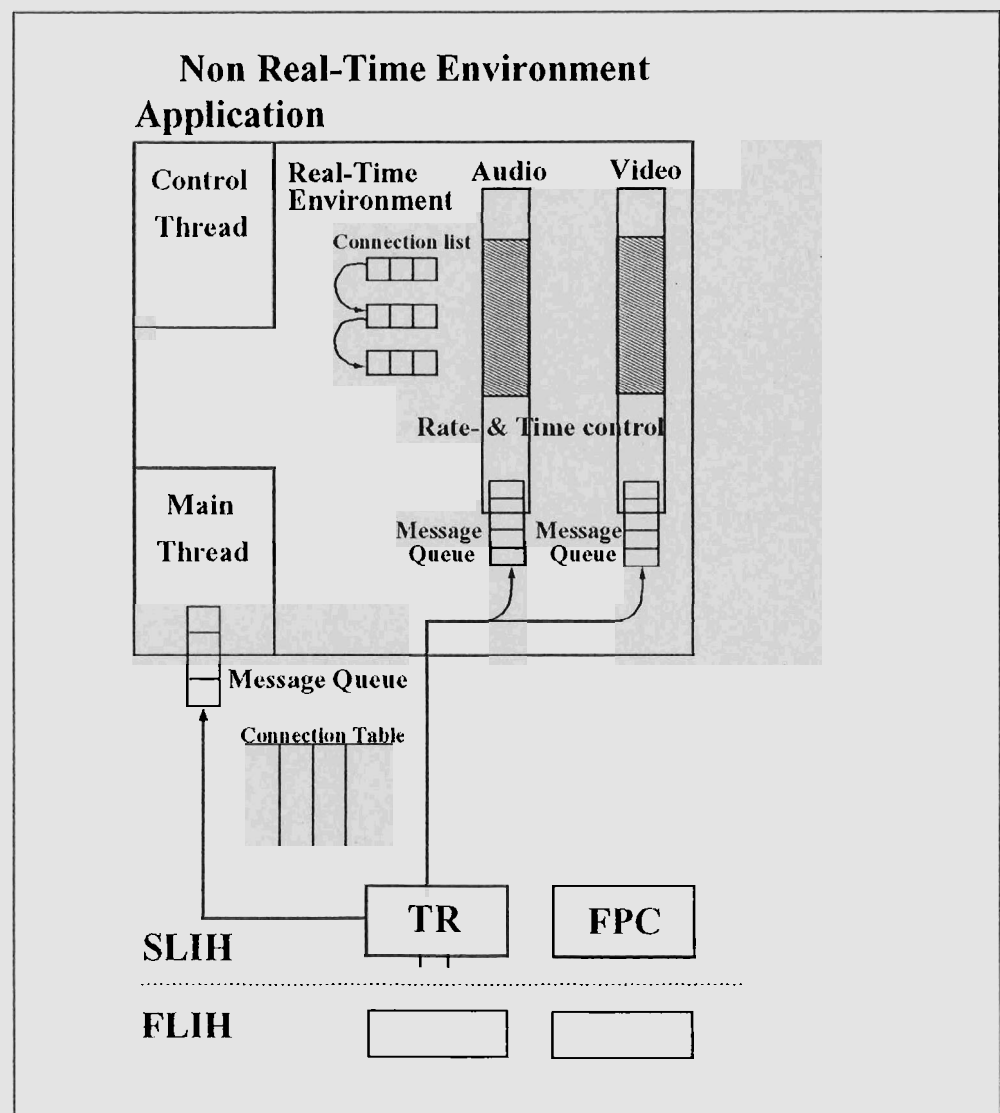 Non Real-Time Environment
Application
Control
Thread
Real-Time
Environment
Audio
Video
Connection list
Rate- & Time control
Main
Thread
Message
Queue
Message
Queue
Message Queue
Connection Table
TR
FPC
SLIH
FLIH